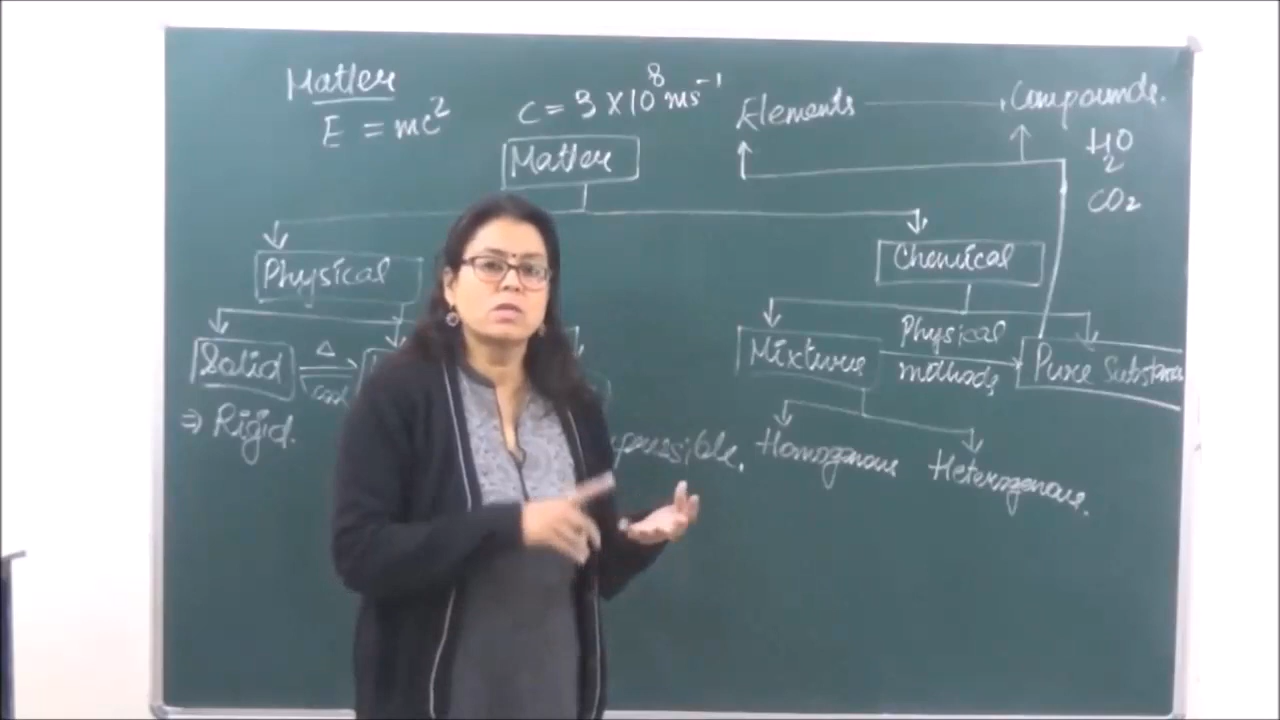 Matter
E = mc²
C = 3 X 10⁸ ms⁻¹
Elements
Compounds.
H₂O
CO₂
Matter
Physical
Chemical
Solid
Δ
cool
Mixture
Physical
methods
Pure Substance
⇒ Rigid.
Homogenous
Heterogenous.